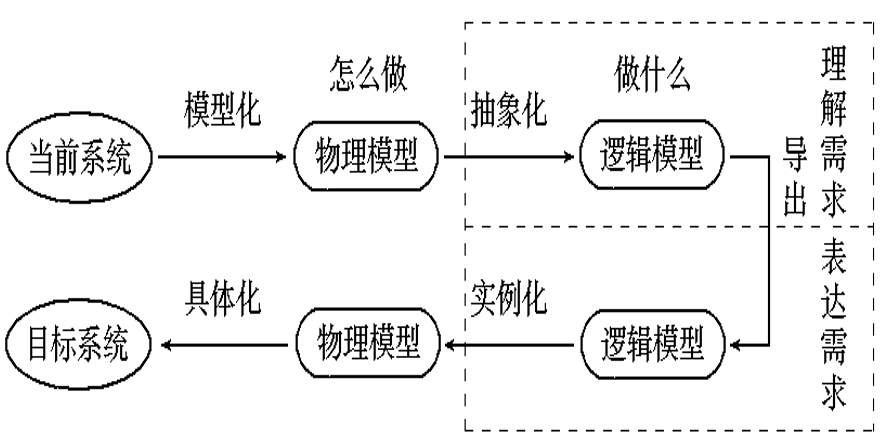 怎么做
做什么
模型化
抽象化
当前系统
物理模型
逻辑模型
导出
理解需求
具体化
实例化
目标系统
物理模型
逻辑模型
表达需求